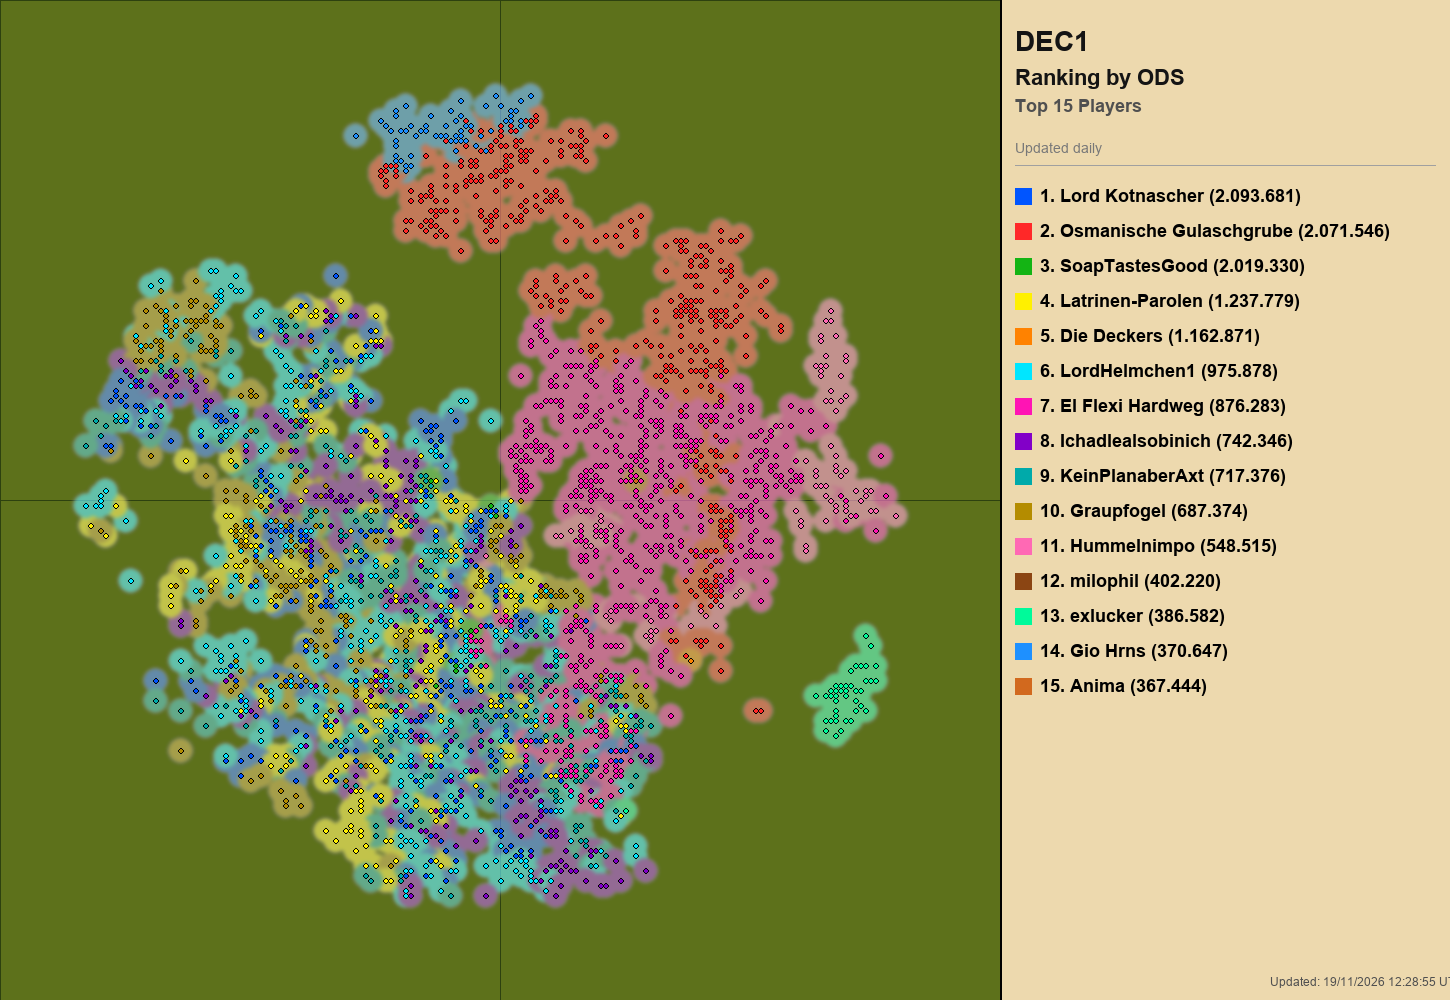 DEC1
Ranking by ODS
Top 15 Players
Updated daily
1. Lord Kotnascher (2.093.681)
2. Osmanische Gulaschgrube (2.071.546)
3. SoapTastesGood (2.019.330)
4. Latrinen-Parolen (1.237.779)
5. Die Deckers (1.162.871)
6. LordHelmchen1 (975.878)
7. El Flexi Hardweg (876.283)
8. Ichadlealsobinich (742.346)
9. KeinPlanaberAxt (717.376)
10. Graupfogel (687.374)
11. Hummelnimpo (548.515)
12. milophil (402.220)
13. exlucker (386.582)
14. Gio Hrns (370.647)
15. Anima (367.444)
Updated: 19/11/2026 12:28:55 U